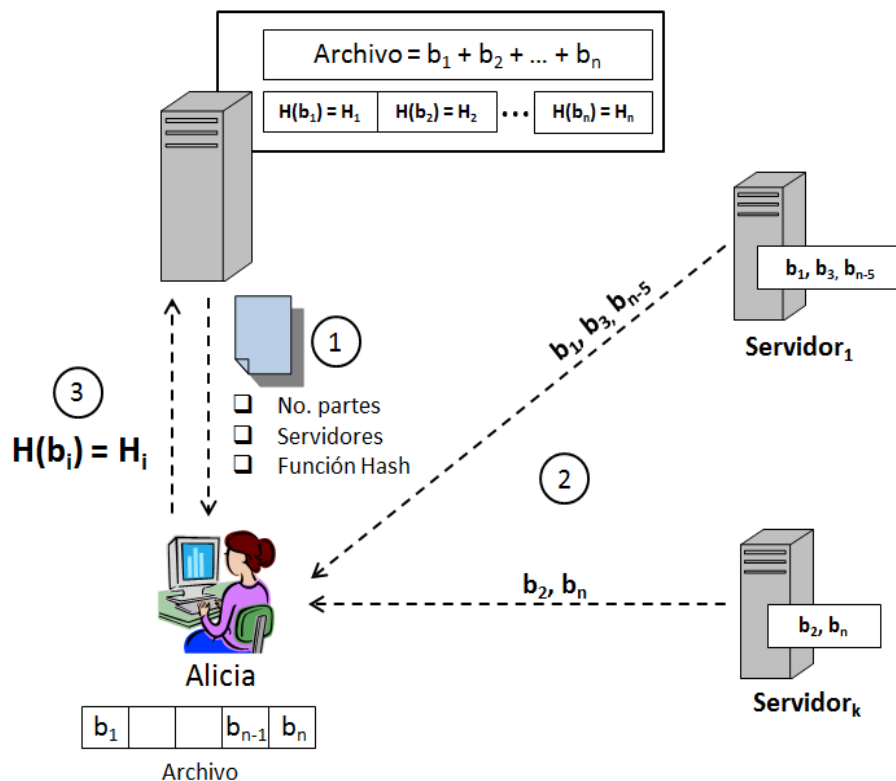 Archivo = b₁ + b₂ + ... + bₙ
H(b₁) = H₁ H(b₂) = H₂ ... H(bₙ) = Hₙ
b₁, b₃, bₙ₋₅
Servidor₁
b₁, b₃, bₙ₋₅
1
No. partes
Servidores
Función Hash
3
H(bᵢ) = Hᵢ
2
b₂, bₙ
b₂, bₙ
Servidorₖ
Alicia
b₁ bₙ₋₁ bₙ
Archivo